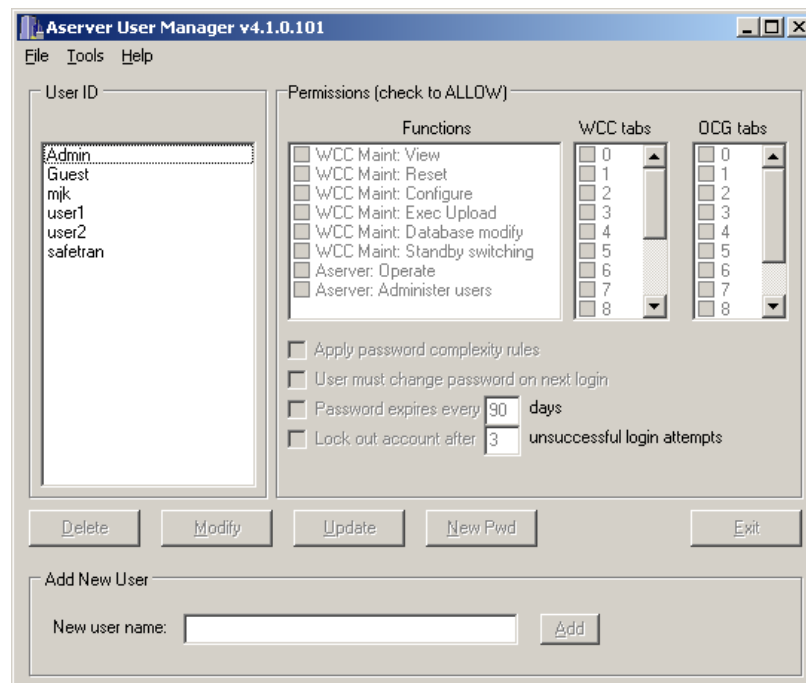 Aserver User Manager v4.1.0.101
File Tools Help
User ID
Admin
Guest
mjk
user1
user2
safetran
Permissions (check to ALLOW)
Functions
WCC Maint: View
WCC Maint: Reset
WCC Maint: Configure
WCC Maint: Exec Upload
WCC Maint: Database modify
WCC Maint: Standby switching
Aserver: Operate
Aserver: Administer users
WCC tabs
0
1
2
3
4
5
6
7
8
OCG tabs
0
1
2
3
4
5
6
7
8
Apply password complexity rules
User must change password on next login
Password expires every 90 days
Lock out account after 3 unsuccessful login attempts
Delete Modify Update New Pwd Exit
Add New User
New user name: Add